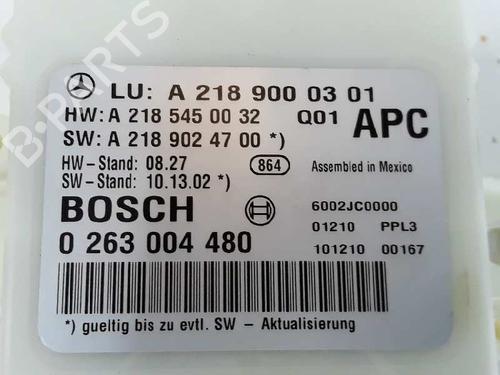 LU: A 218 900 03 01
HW: A 218 545 00 32 Q01 APC
SW: A 218 902 47 00 *)
HW-Stand: 08.27 864 Assembled in Mexico
SW-Stand: 10.13.02 *)
BOSCH 6002JC0000
0 263 004 480 01210 PPL3
101210 00167
*) gueltig bis zu evtl. SW - Aktualisierung
B-PARTS